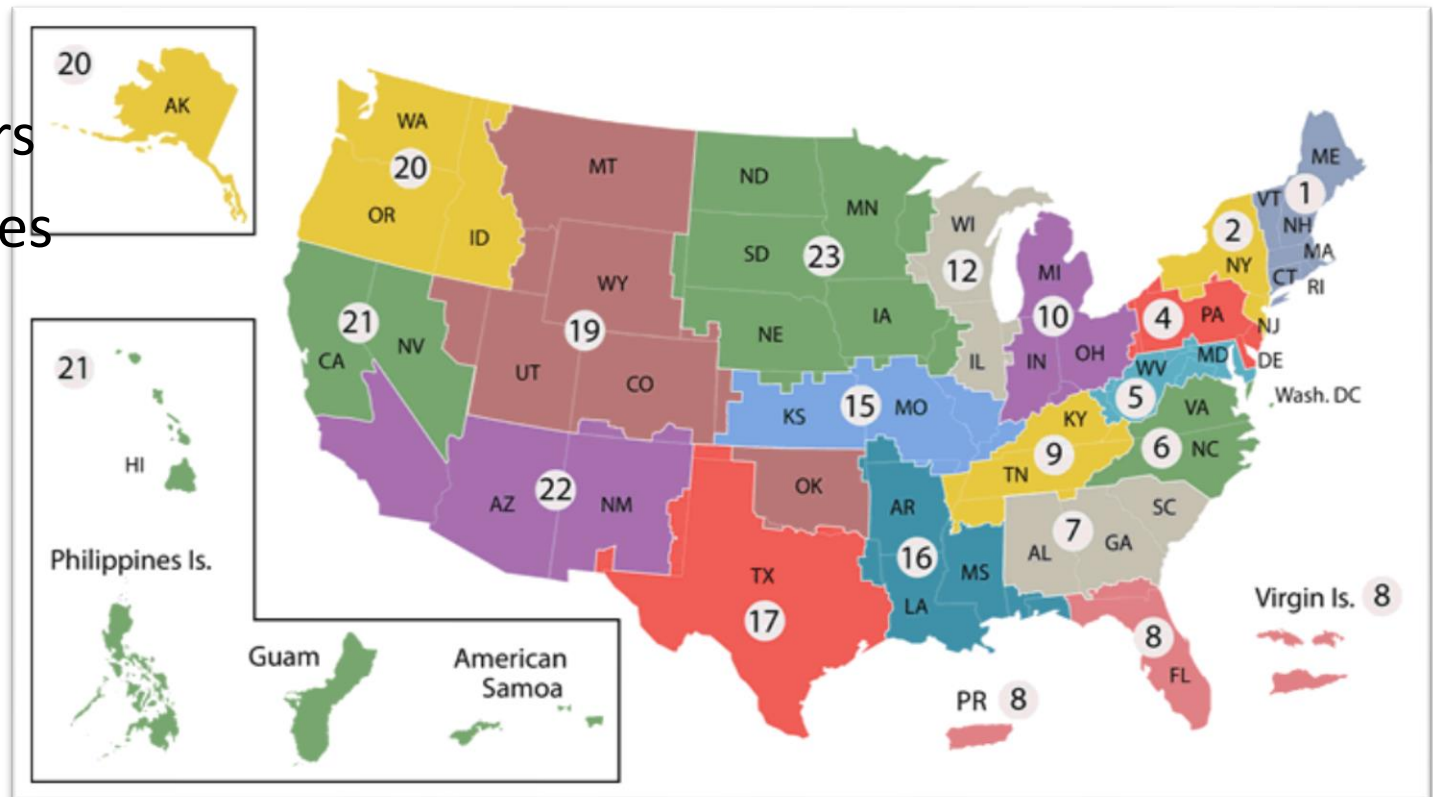 20
AK
rs
es
WA
20
OR
ID
MT
ND
MN
SD
23
WY
WI
12
MI
10
ME
VT
1
NH
2
NY
MA
CT
RI
21
CA
NV
19
UT
CO
NE
IA
IL
IN
OH
4
PA
NJ
MD
DE
WV
Wash. DC
5
VA
KS
15
MO
KY
9
TN
6
NC
21
HI
AZ
22
NM
OK
AR
SC
7
AL
GA
16
MS
TX
17
LA
Philippines Is.
Guam
American
Samoa
Virgin Is. 8
8
FL
PR 8